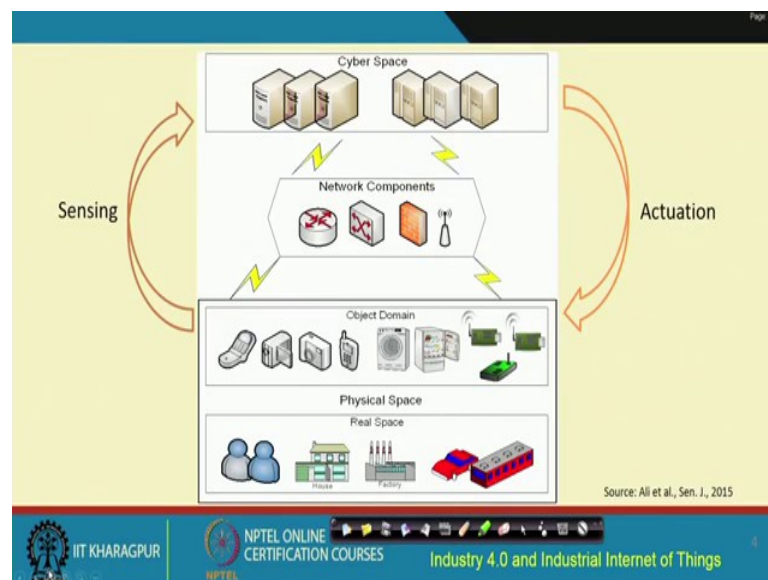 Page
Cyber Space
Sensing
Network Components
Actuation
Object Domain
Physical Space
Real Space
House
Factory
Source: Ali et al., Sen. J., 2015
IIT KHARAGPUR
NPTEL ONLINE
CERTIFICATION COURSES
NPTEL
Industry 4.0 and Industrial Internet of Things
4